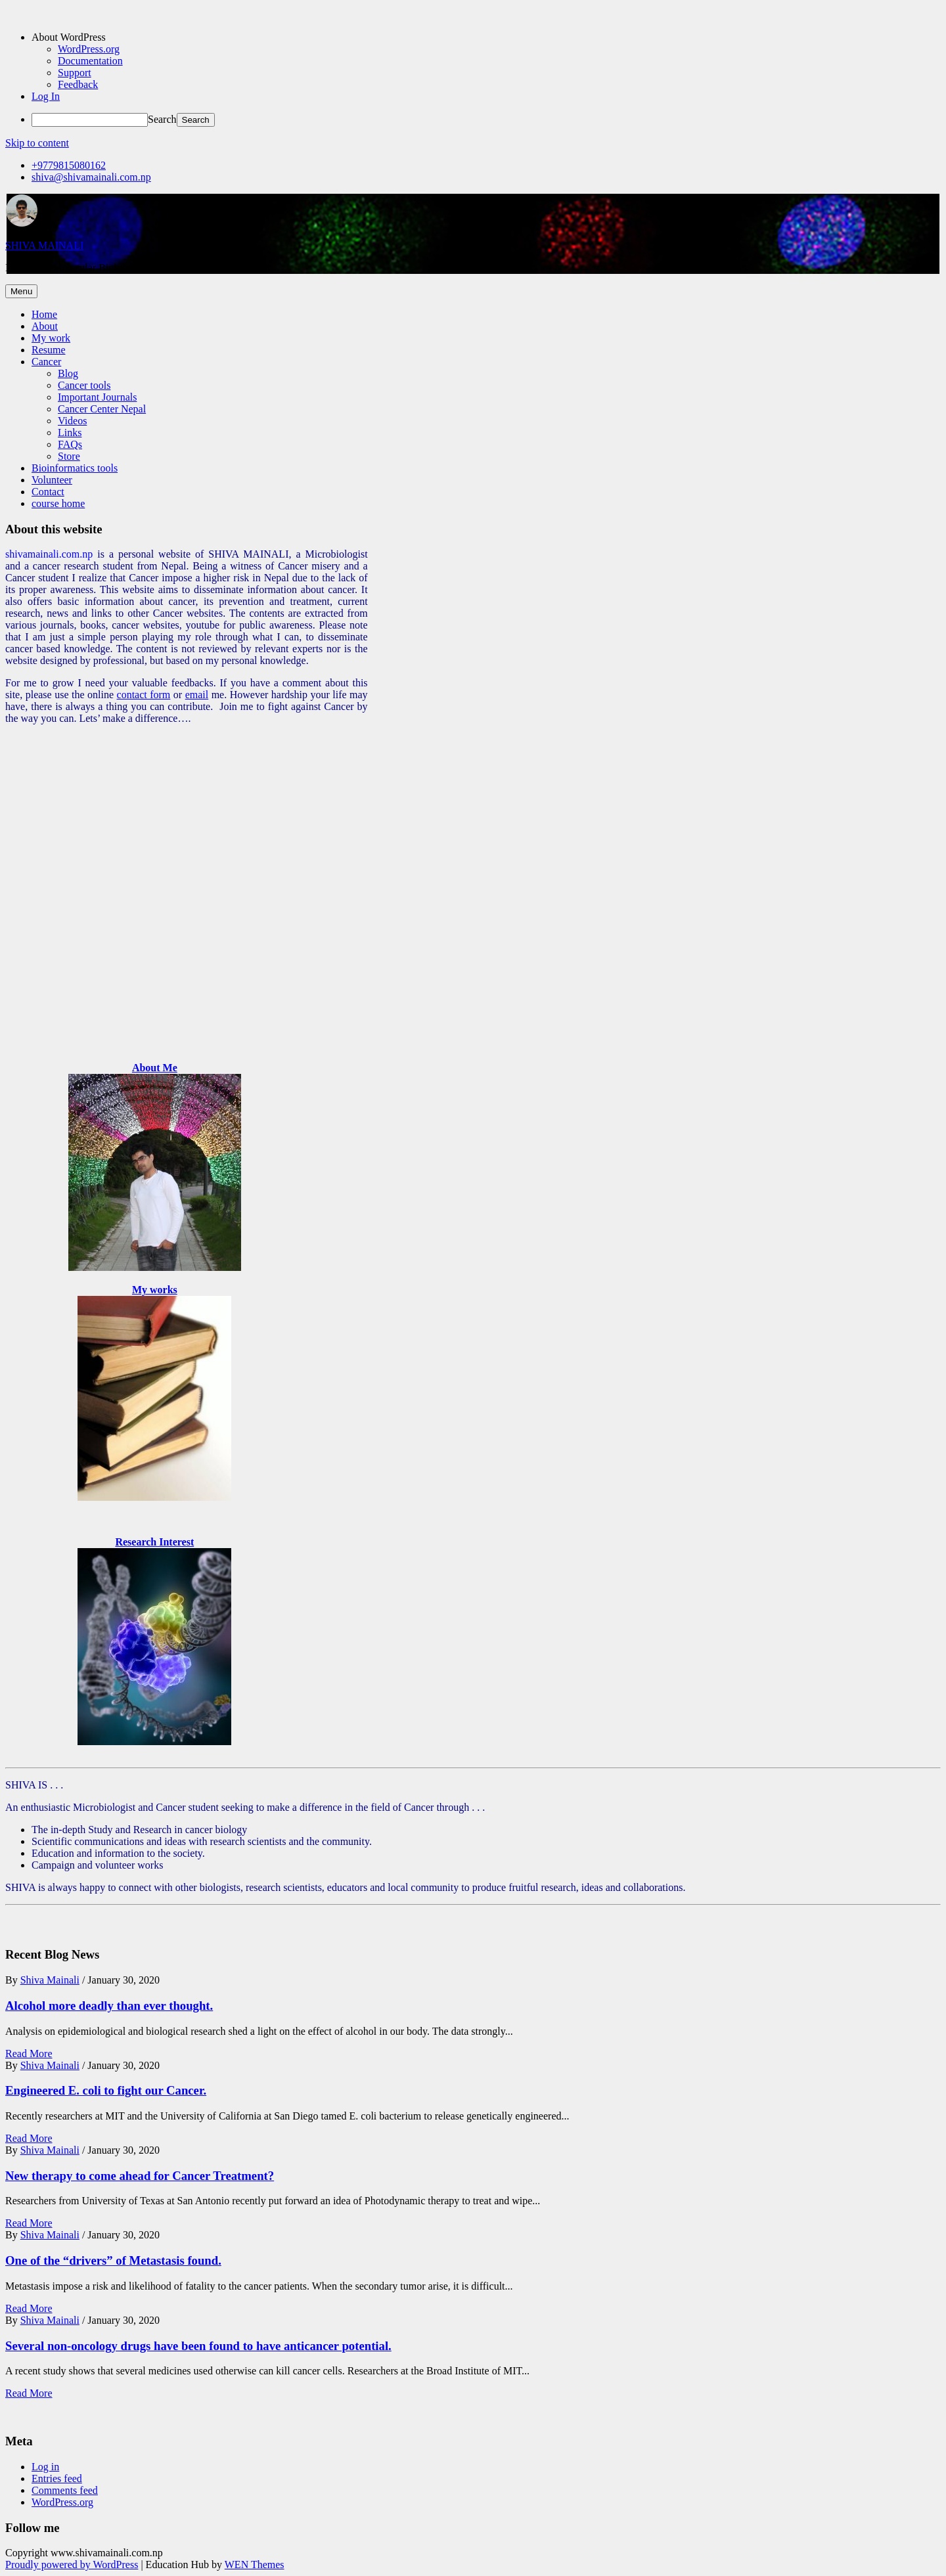 About WordPress
WordPress.org
Documentation
Support
Feedback
Log In
Search Search
Skip to content
+9779815080162
shiva@shivamainali.com.np
SHIVA MAINALI
Menu
Home
About
My work
Resume
Cancer
Blog
Cancer tools
Important Journals
Cancer Center Nepal
Videos
Links
FAQs
Store
Bioinformatics tools
Volunteer
Contact
course home
About this website
shivamainali.com.np is a personal website of SHIVA MAINALI, a Microbiologist
and a cancer research student from Nepal. Being a witness of Cancer misery and a
Cancer student I realize that Cancer impose a higher risk in Nepal due to the lack of
its proper awareness. This website aims to disseminate information about cancer. It
also offers basic information about cancer, its prevention and treatment, current
research, news and links to other Cancer websites. The contents are extracted from
various journals, books, cancer websites, youtube for public awareness. Please note
that I am just a simple person playing my role through what I can, to disseminate
cancer based knowledge. The content is not reviewed by relevant experts nor is the
website designed by professional, but based on my personal knowledge.
For me to grow I need your valuable feedbacks. If you have a comment about this
site, please use the online contact form or email me. However hardship your life may
have, there is always a thing you can contribute.  Join me to fight against Cancer by
the way you can. Lets’ make a difference….
About Me
My works
Research Interest
SHIVA IS . . .
An enthusiastic Microbiologist and Cancer student seeking to make a difference in the field of Cancer through . . .
The in-depth Study and Research in cancer biology
Scientific communications and ideas with research scientists and the community.
Education and information to the society.
Campaign and volunteer works
SHIVA is always happy to connect with other biologists, research scientists, educators and local community to produce fruitful research, ideas and collaborations.
Recent Blog News
By Shiva Mainali / January 30, 2020
Alcohol more deadly than ever thought.
Analysis on epidemiological and biological research shed a light on the effect of alcohol in our body. The data strongly...
Read More
By Shiva Mainali / January 30, 2020
Engineered E. coli to fight our Cancer.
Recently researchers at MIT and the University of California at San Diego tamed E. coli bacterium to release genetically engineered...
Read More
By Shiva Mainali / January 30, 2020
New therapy to come ahead for Cancer Treatment?
Researchers from University of Texas at San Antonio recently put forward an idea of Photodynamic therapy to treat and wipe...
Read More
By Shiva Mainali / January 30, 2020
One of the “drivers” of Metastasis found.
Metastasis impose a risk and likelihood of fatality to the cancer patients. When the secondary tumor arise, it is difficult...
Read More
By Shiva Mainali / January 30, 2020
Several non-oncology drugs have been found to have anticancer potential.
A recent study shows that several medicines used otherwise can kill cancer cells. Researchers at the Broad Institute of MIT...
Read More
Meta
Log in
Entries feed
Comments feed
WordPress.org
Follow me
Copyright www.shivamainali.com.np
Proudly powered by WordPress | Education Hub by WEN Themes